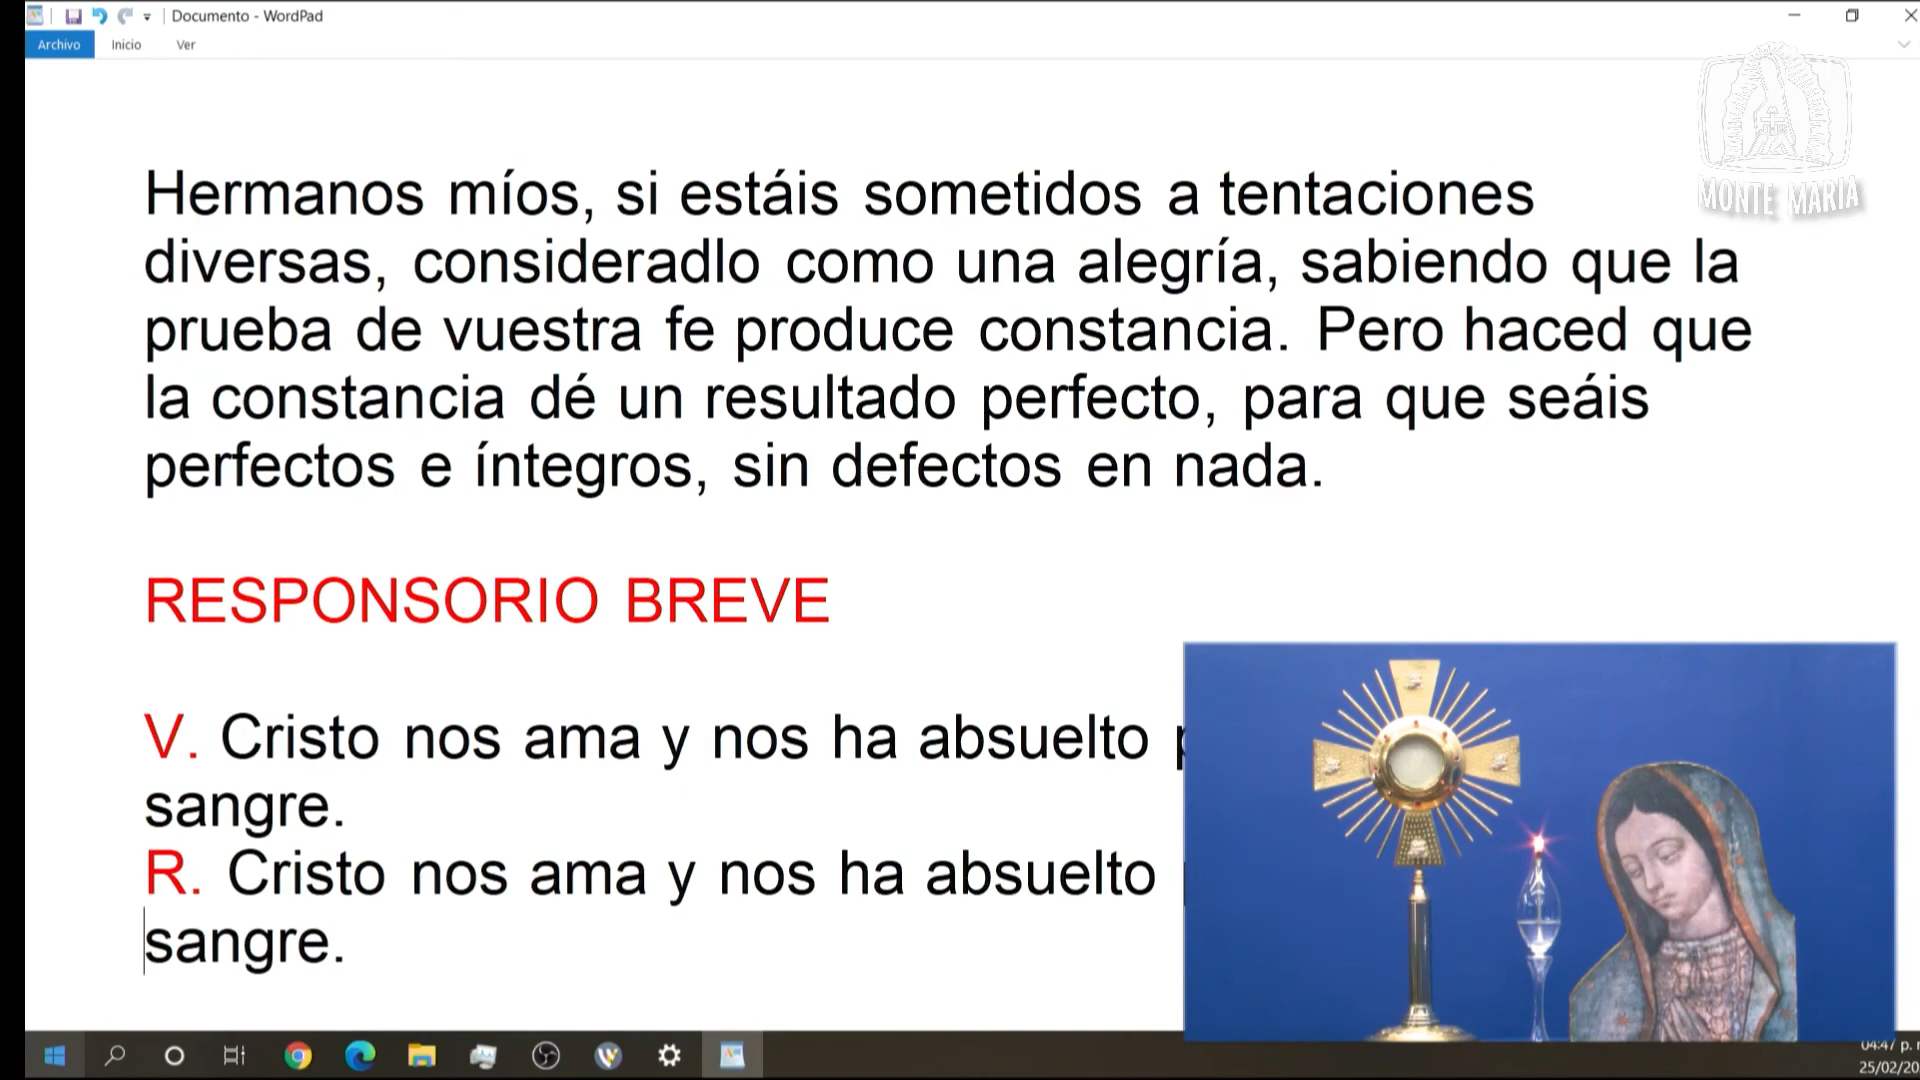 Documento - WordPad
Archivo Inicio Ver
MONTE MARIA
Hermanos míos, si estáis sometidos a tentaciones
diversas, consideradlo como una alegría, sabiendo que la
prueba de vuestra fe produce constancia. Pero haced que
la constancia dé un resultado perfecto, para que seáis
perfectos e íntegros, sin defectos en nada.
RESPONSORIO BREVE
V. Cristo nos ama y nos ha absuelto
sangre.
R. Cristo nos ama y nos ha absuelto
sangre.
04:47 p.
25/02/20